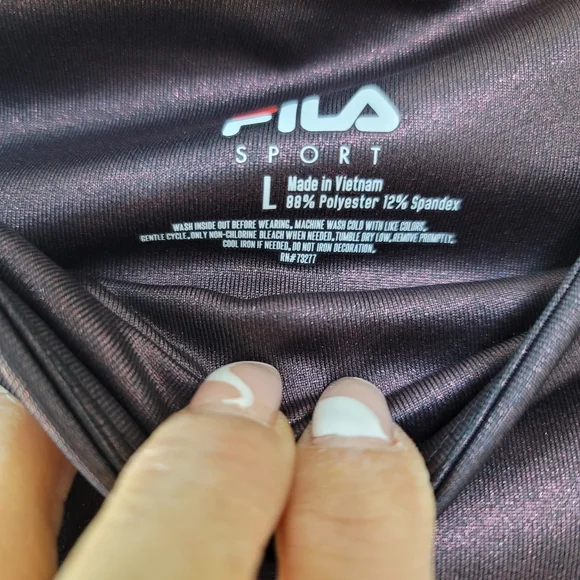 FILA
SPORT
L
Made in Vietnam
88% Polyester 12% Spandex
WASH INSIDE OUT BEFORE WEARING. MACHINE WASH COLD WITH LIKE COLORS.
GENTLE CYCLE. ONLY NON-CHLORINE BLEACH WHEN NEEDED. TUMBLE DRY LOW. REMOVE PROMPTLY.
COOL IRON IF NEEDED. DO NOT IRON DECORATION.
RN# 73277